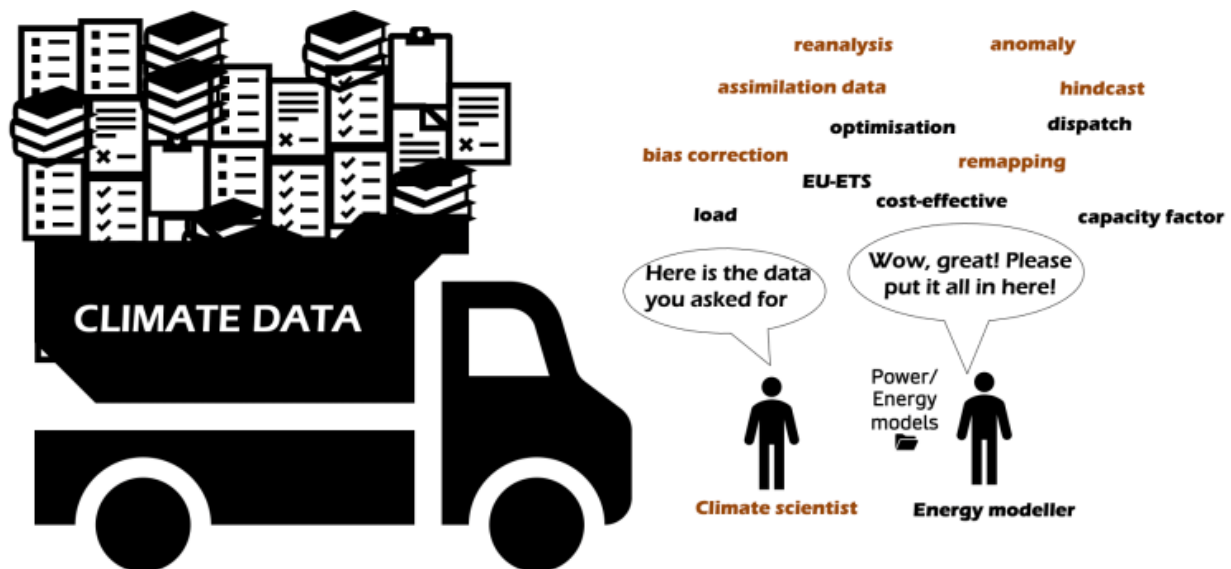 reanalysis anomaly
assimilation data hindcast
optimisation dispatch
bias correction remapping
EU-ETS
cost-effective
load capacity factor
CLIMATE DATA
Here is the data
you asked for
Wow, great! Please
put it all in here!
Power/
Energy
models
Climate scientist
Energy modeller